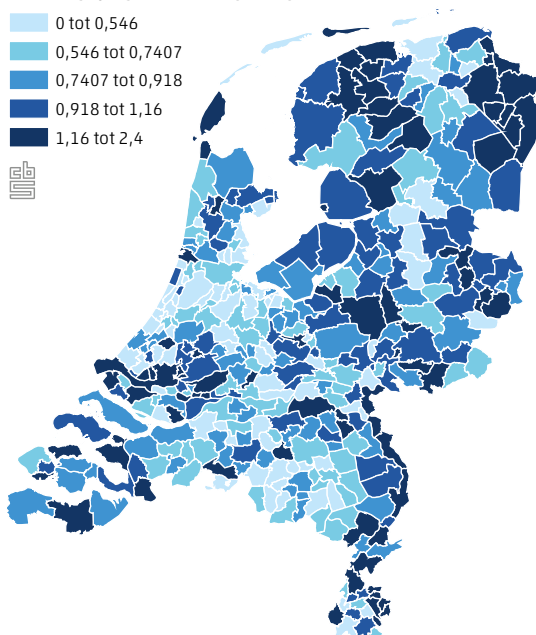 0 tot 0,546
0,546 tot 0,7407
0,7407 tot 0,918
0,918 tot 1,16
1,16 tot 2,4
cbs